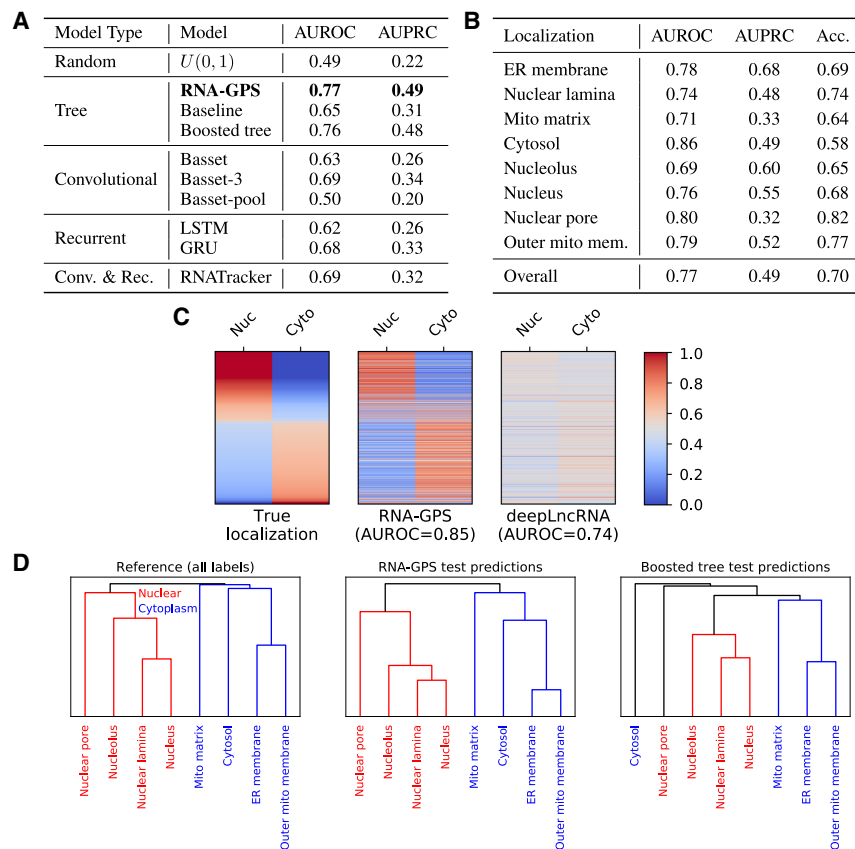 A
Model Type Model AUROC AUPRC
Random U(0, 1) 0.49 0.22
Tree
RNA-GPS 0.77 0.49
Baseline 0.65 0.31
Boosted tree 0.76 0.48
Convolutional
Basset 0.63 0.26
Basset-3 0.69 0.34
Basset-pool 0.50 0.20
Recurrent
LSTM 0.62 0.26
GRU 0.68 0.33
Conv. & Rec. RNATracker 0.69 0.32
B
Localization AUROC AUPRC Acc.
ER membrane 0.78 0.68 0.69
Nuclear lamina 0.74 0.48 0.74
Mito matrix 0.71 0.33 0.64
Cytosol 0.86 0.49 0.58
Nucleolus 0.69 0.60 0.65
Nucleus 0.76 0.55 0.68
Nuclear pore 0.80 0.32 0.82
Outer mito mem. 0.79 0.52 0.77
Overall 0.77 0.49 0.70
C
Nuc Cyto
True
localization
Nuc Cyto
RNA-GPS
(AUROC=0.85)
Nuc Cyto
deepLncRNA
(AUROC=0.74)
1.0
0.8
0.6
0.4
0.2
0.0
D
Reference (all labels)
Nuclear
Cytoplasm
Nuclear pore
Nucleolus
Nuclear lamina
Nucleus
Mito matrix
Cytosol
ER membrane
Outer mito membrane
RNA-GPS test predictions
Nuclear pore
Nucleolus
Nuclear lamina
Nucleus
Mito matrix
Cytosol
ER membrane
Outer mito membrane
Boosted tree test predictions
Cytosol
Nuclear pore
Nucleolus
Nuclear lamina
Nucleus
Mito matrix
ER membrane
Outer mito membrane